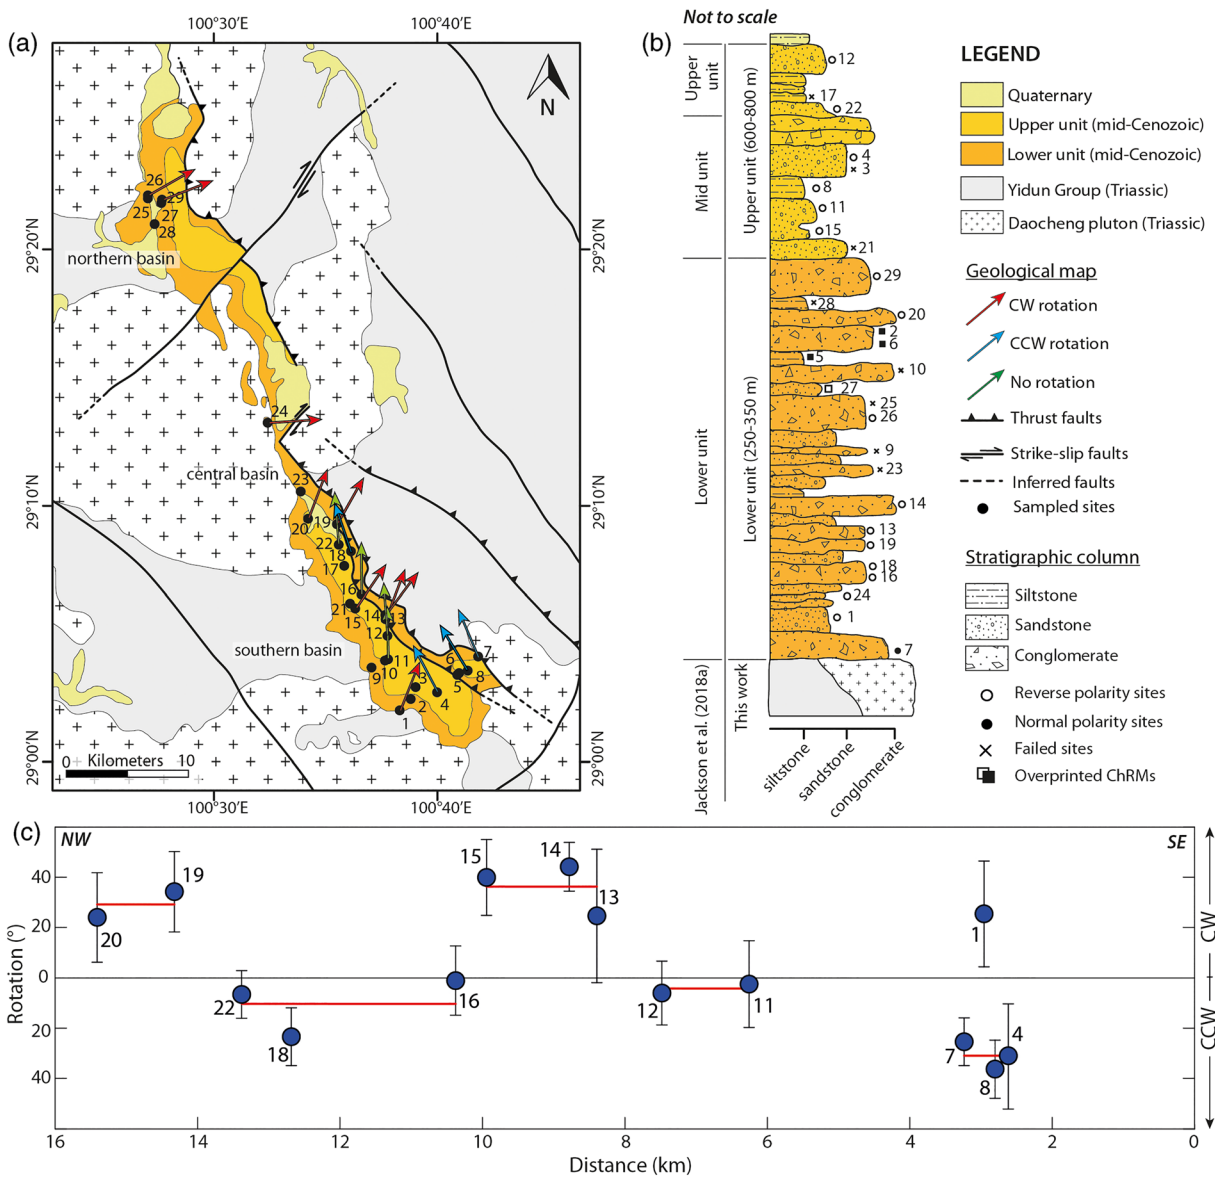 (a)
100°30′E
100°40′E
N
26
29
25
27
28
northern basin
29°20′N
29°20′N
24
central basin
23
29°10′N
29°10′N
20
19
22
18
17
16
21
15
14
13
12
southern basin
11
10
9
7
6
8
5
3
4
2
1
29°00′N
29°00′N
0 Kilometers 10
100°30′E
100°40′E
(b)
Not to scale
Upper unit
Mid unit
Lower unit
Upper unit (600-800 m)
Lower unit (250-350 m)
Jackson et al. (2018a)
This work
12
17
22
4
3
8
11
15
21
29
28
20
2
6
5
10
27
25
26
9
23
14
13
19
18
16
24
1
7
siltstone
sandstone
conglomerate
LEGEND
Quaternary
Upper unit (mid-Cenozoic)
Lower unit (mid-Cenozoic)
Yidun Group (Triassic)
Daocheng pluton (Triassic)
Geological map
CW rotation
CCW rotation
No rotation
Thrust faults
Strike-slip faults
Inferred faults
Sampled sites
Stratigraphic column
Siltstone
Sandstone
Conglomerate
Reverse polarity sites
Normal polarity sites
Failed sites
Overprinted ChRMs
(c)
NW
SE
Rotation (°)
40
20
0
20
40
CW
CCW
20
19
22
18
16
15
14
13
12
11
1
7
8
4
16
14
12
10
8
6
4
2
0
Distance (km)